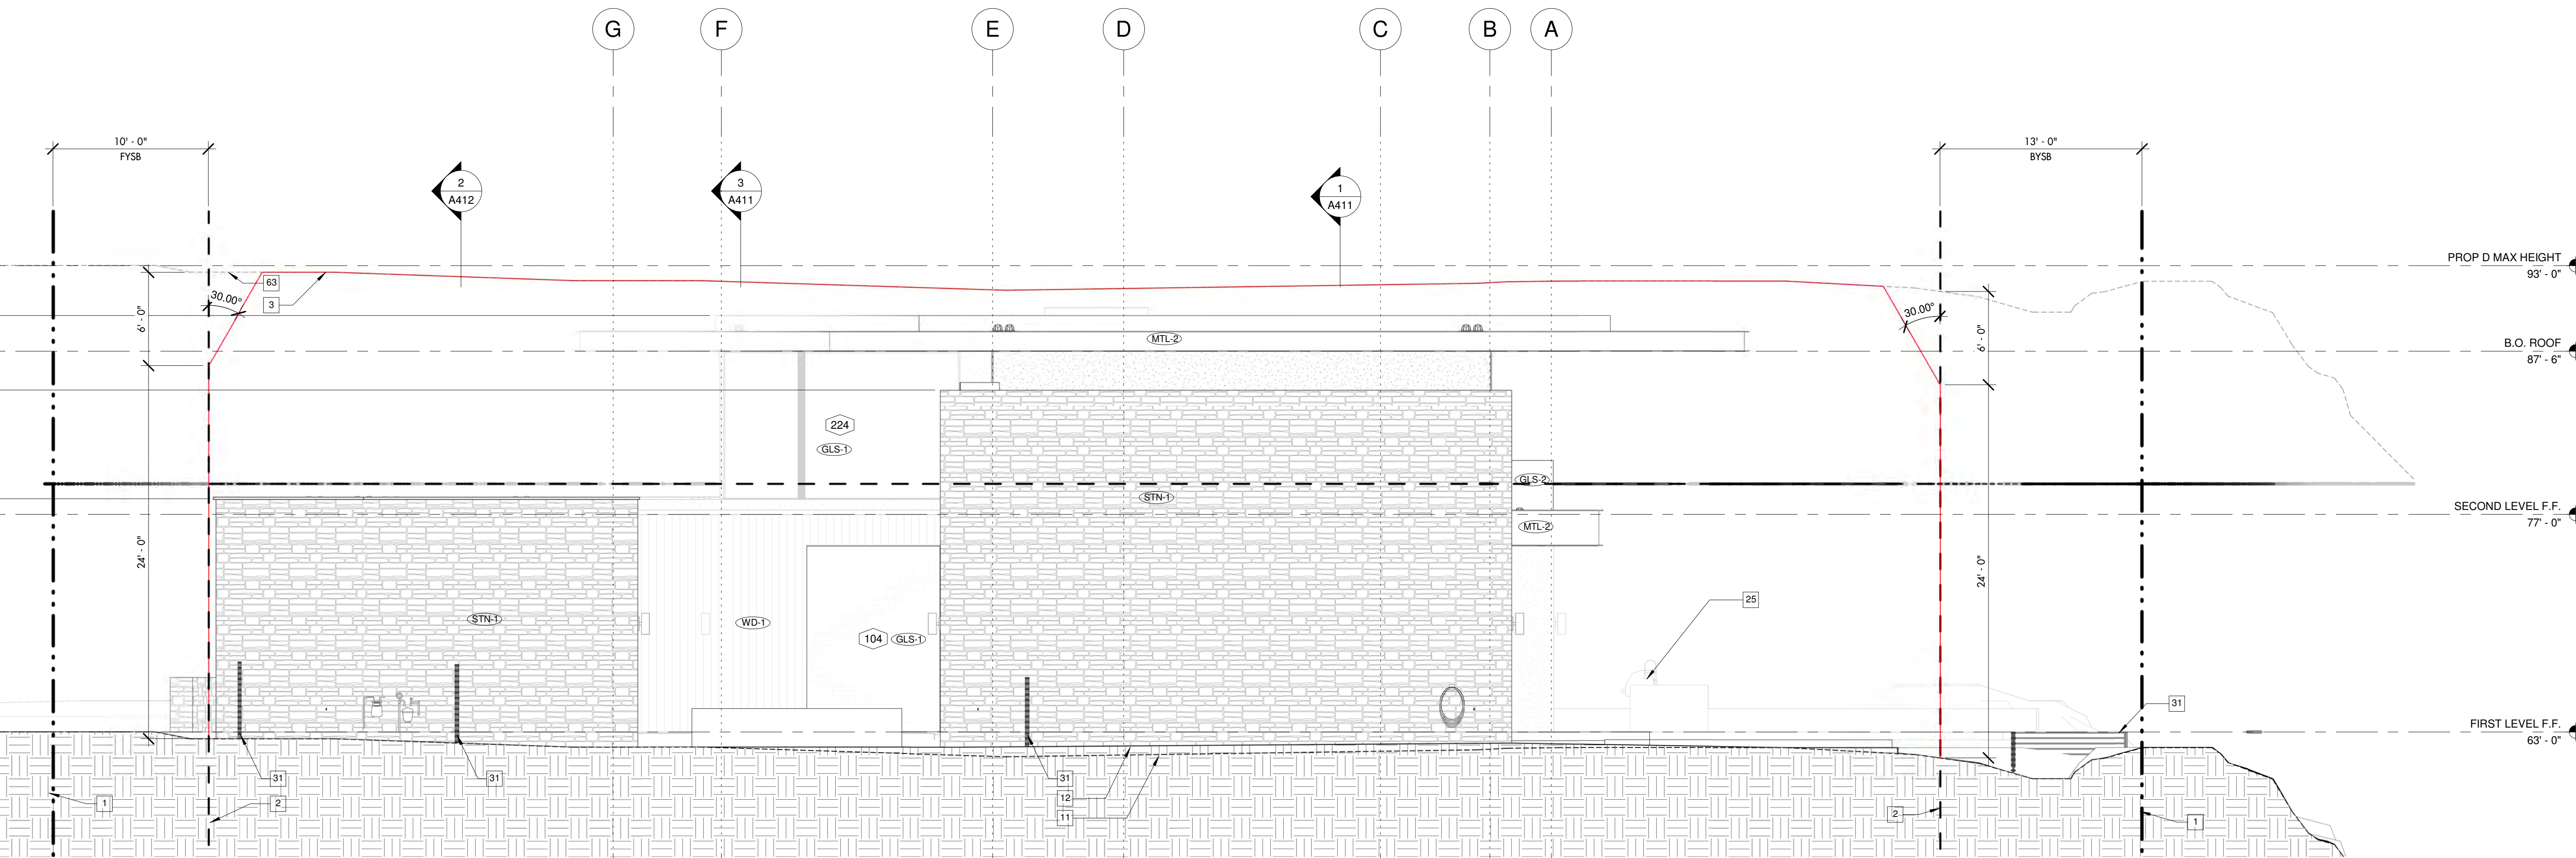 G
F
E
D
C
B
A
10' - 0"
FYSB
13' - 0"
BYSB
2
A412
3
A411
1
A411
PROP D MAX HEIGHT
93' - 0"
63
3
30.00°
6' - 0"
30.00°
6' - 0"
MTL-2
B.O. ROOF
87' - 6"
224
GLS-1
GLS-2
STN-1
SECOND LEVEL F.F.
77' - 0"
MTL-2
24' - 0"
24' - 0"
25
STN-1
WD-1
104
GLS-1
31
FIRST LEVEL F.F.
63' - 0"
31
31
31
12
11
1
2
2
1